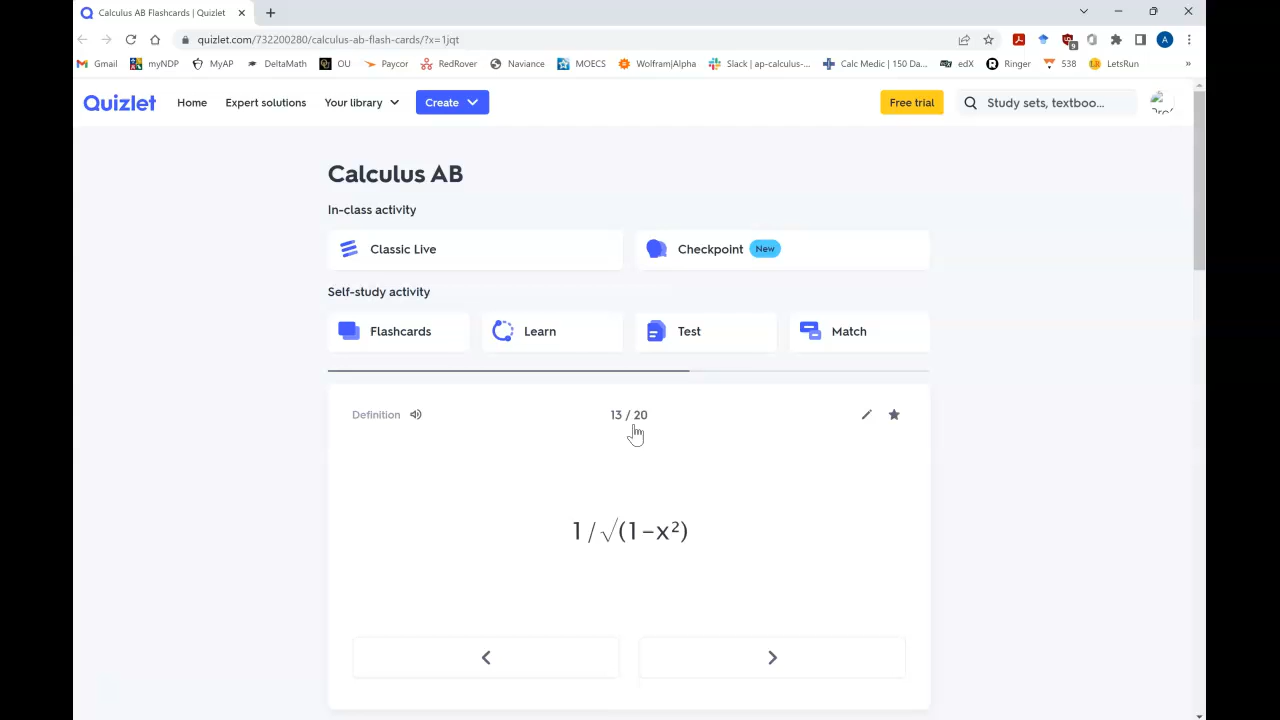 Calculus AB Flashcards | Quizlet
quizlet.com/732200280/calculus-ab-flash-cards/?x=1jqt
9
A
Gmail myNDP MyAP DeltaMath OU Paycor RedRover Naviance MOECS Wolfram|Alpha Slack | ap-calculus-... Calc Medic | 150 Da... edX Ringer 538 LetsRun »
Quizlet Home Expert solutions Your library Create Free trial Study sets, textboo...
Calculus AB
In-class activity
Classic Live Checkpoint New
Self-study activity
Flashcards Learn Test Match
Definition 13 / 20
1/√(1−x²)